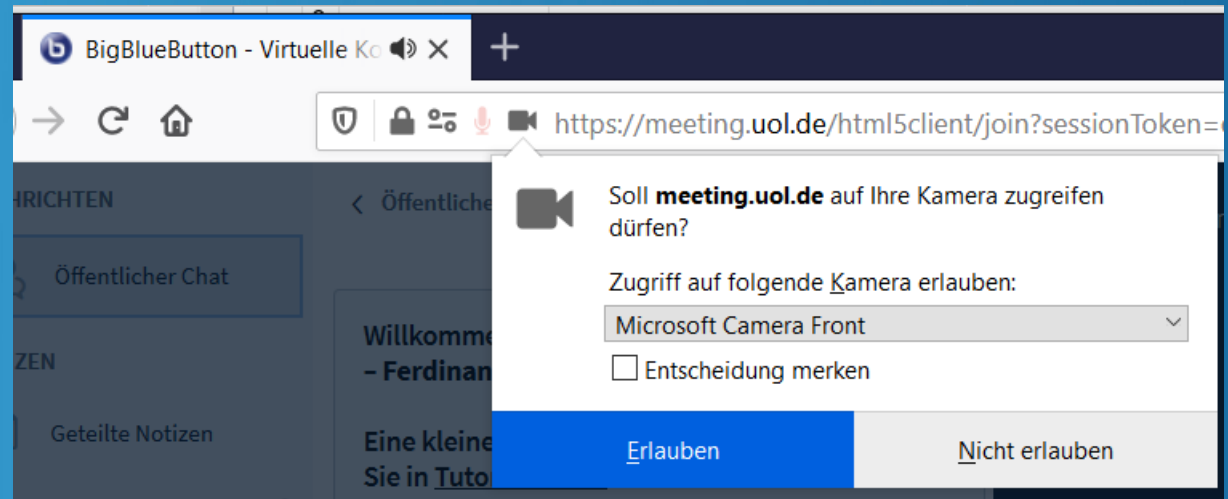 BigBlueButton - Virtuelle Ko
https://meeting.uol.de/html5client/join?sessionToken=
Soll meeting.uol.de auf Ihre Kamera zugreifen
dürfen?
Zugriff auf folgende Kamera erlauben:
Microsoft Camera Front
Entscheidung merken
Erlauben
Nicht erlauben
HRICHTEN
Öffentlicher Chat
ZEN
Geteilte Notizen
Öffentliche
Willkomme
– Ferdinan
Eine kleine
Sie in Tuto